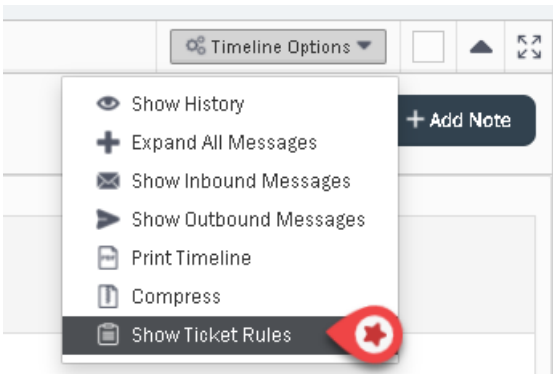 Timeline Options
Show History
+ Add Note
Expand All Messages
Show Inbound Messages
Show Outbound Messages
Print Timeline
Compress
Show Ticket Rules